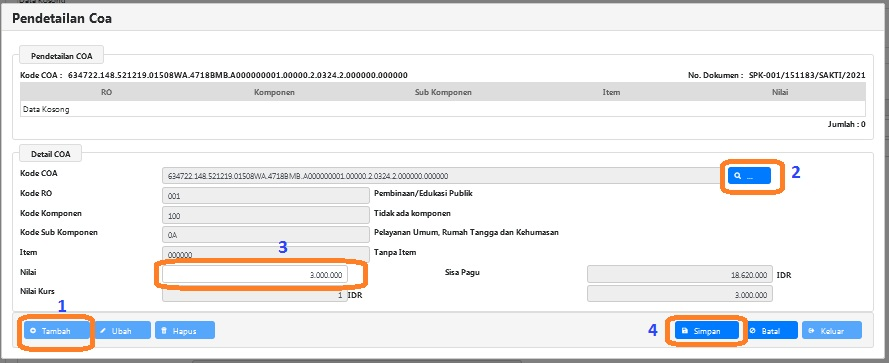 Pendetailan Coa
Pendetailan COA
Kode COA : 634722.148.521219.01508WA.4718BMB.A000000001.00000.2.0324.2.000000.000000 No. Dokumen : SPK-001/151183/SAKTI/2021
RO Komponen Sub Komponen Item Nilai
Data Kosong
Jumlah : 0
Detail COA
Kode COA 634722.148.521219.01508WA.4718BMB.A000000001.00000.2.0324.2.000000.000000 ... 2
Kode RO 001 Pembinaan/Edukasi Publik
Kode Komponen 100 Tidak ada komponen
Kode Sub Komponen 0A Pelayanan Umum, Rumah Tangga dan Kehumasan
3
Item 000000 Tanpa Item
Nilai 3.000.000 Sisa Pagu 18.620.000 IDR
Nilai Kurs 1 IDR 3.000.000
1 4
Tambah Ubah Hapus Simpan Batal Keluar